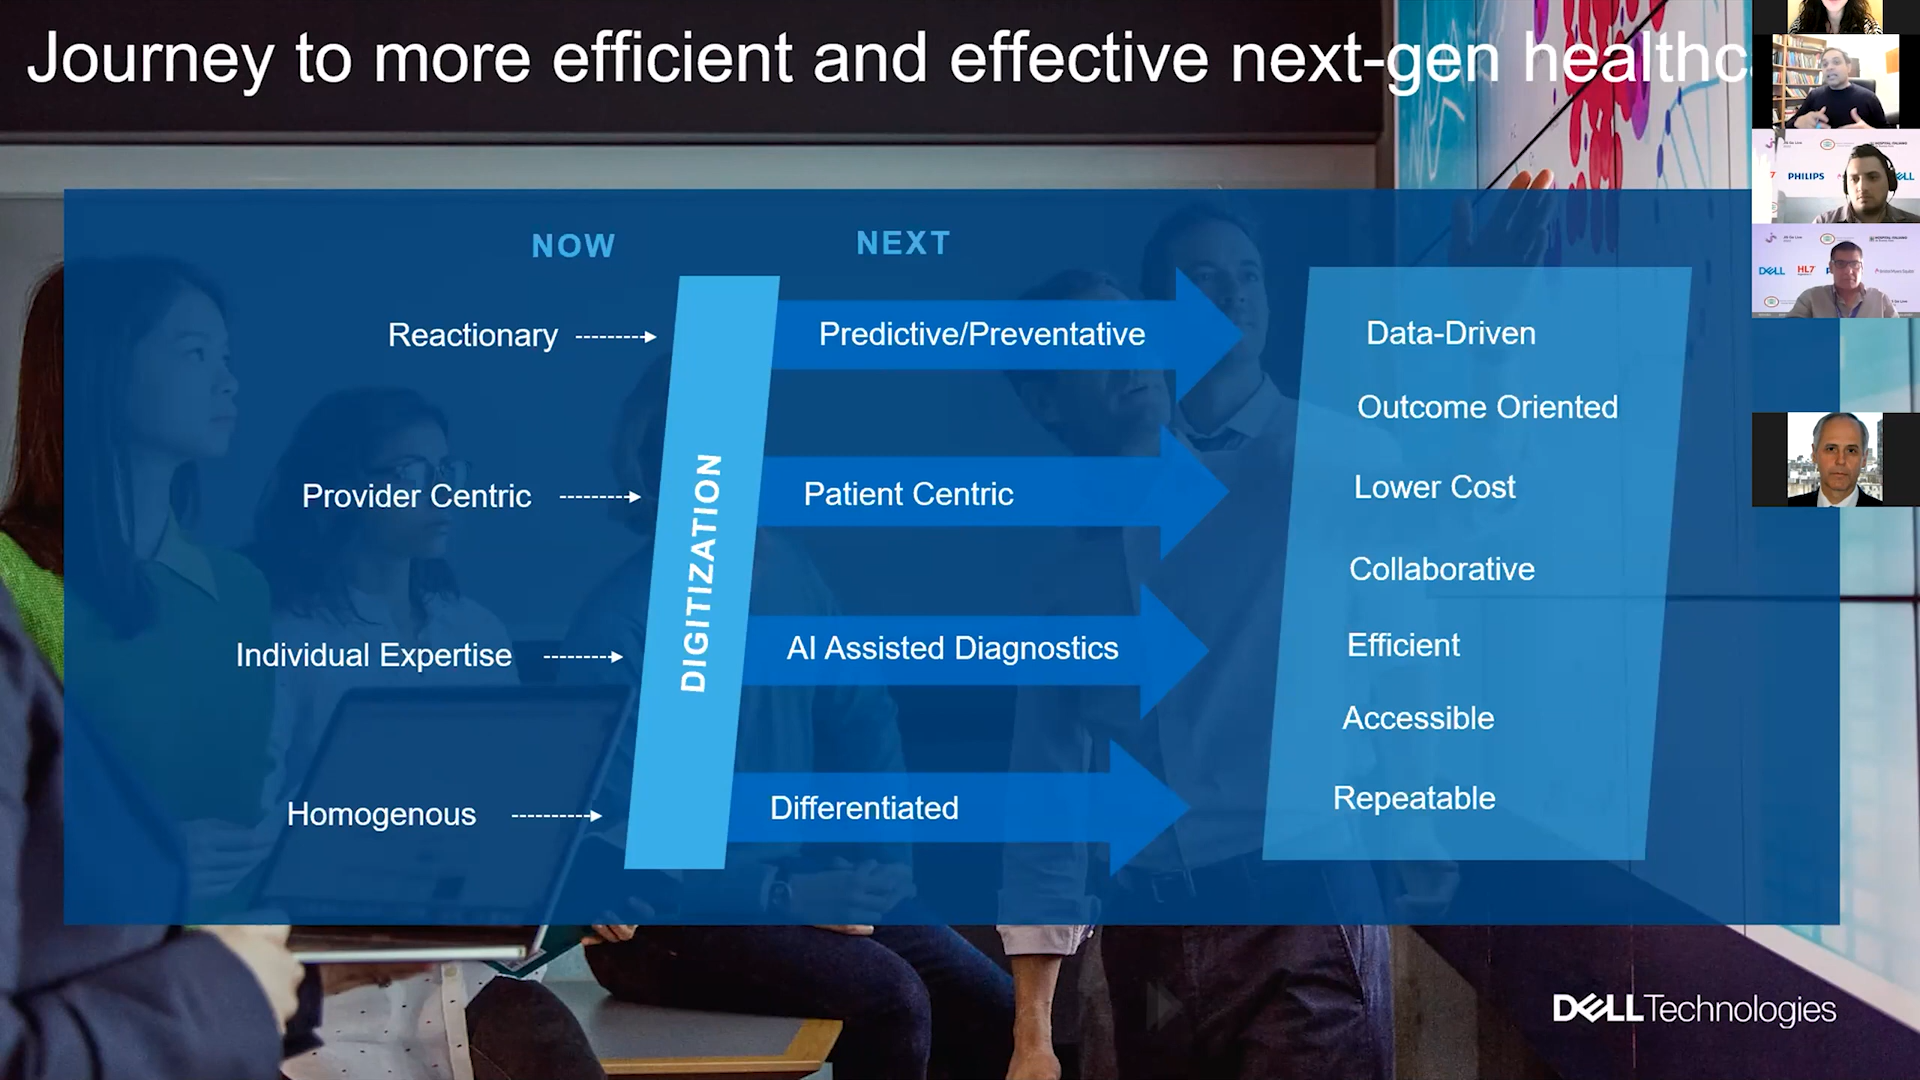 Journey to more efficient and effective next-gen healthc
NOW
NEXT
Reactionary
Predictive/Preventative
Data-Driven
Outcome Oriented
Provider Centric
Patient Centric
Lower Cost
DIGITIZATION
Collaborative
Individual Expertise
AI Assisted Diagnostics
Efficient
Accessible
Homogenous
Differentiated
Repeatable
DELL Technologies
PHILIPS
DELL
HL7